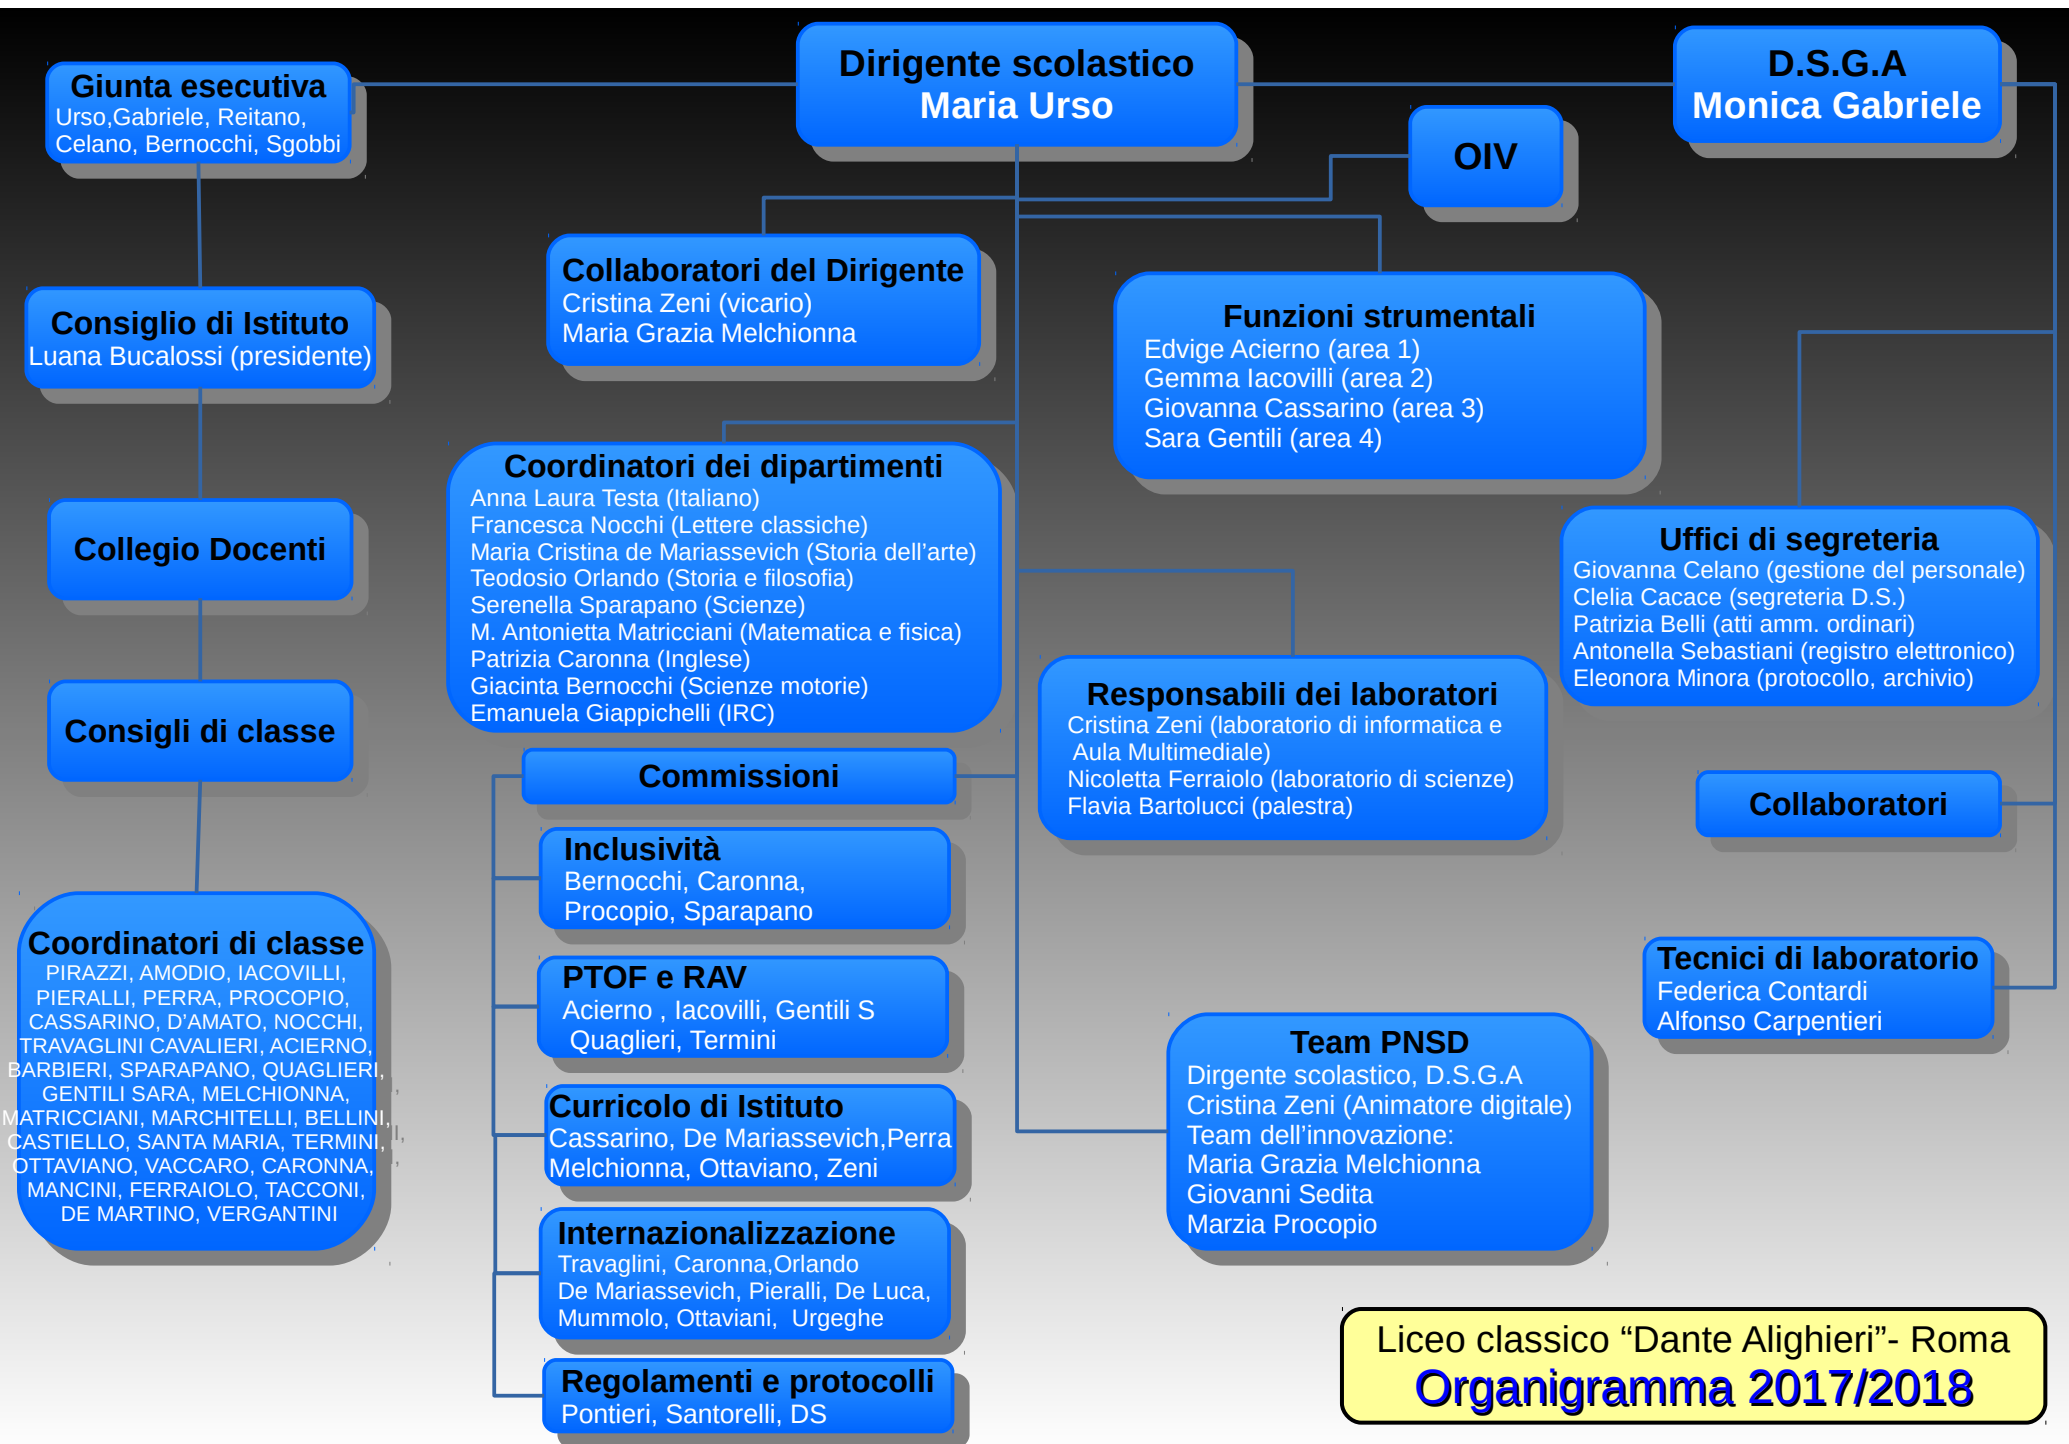 Dirigente scolastico
Maria Urso
D.S.G.A
Monica Gabriele
Giunta esecutiva
Urso,Gabriele, Reitano,
Celano, Bernocchi, Sgobbi
OIV
Collaboratori del Dirigente
Cristina Zeni (vicario)
Maria Grazia Melchionna
Consiglio di Istituto
Luana Bucalossi (presidente)
Funzioni strumentali
Edvige Acierno (area 1)
Gemma Iacovilli (area 2)
Giovanna Cassarino (area 3)
Sara Gentili (area 4)
Coordinatori dei dipartimenti
Anna Laura Testa (Italiano)
Francesca Nocchi (Lettere classiche)
Maria Cristina de Mariassevich (Storia dell’arte)
Teodosio Orlando (Storia e filosofia)
Serenella Sparapano (Scienze)
M. Antonietta Matricciani (Matematica e fisica)
Patrizia Caronna (Inglese)
Giacinta Bernocchi (Scienze motorie)
Emanuela Giappichelli (IRC)
Collegio Docenti
Uffici di segreteria
Giovanna Celano (gestione del personale)
Clelia Cacace (segreteria D.S.)
Patrizia Belli (atti amm. ordinari)
Antonella Sebastiani (registro elettronico)
Eleonora Minora (protocollo, archivio)
Consigli di classe
Responsabili dei laboratori
Cristina Zeni (laboratorio di informatica e
Aula Multimediale)
Nicoletta Ferraiolo (laboratorio di scienze)
Flavia Bartolucci (palestra)
Commissioni
Collaboratori
Inclusività
Bernocchi, Caronna,
Procopio, Sparapano
Coordinatori di classe
PIRAZZI, AMODIO, IACOVILLI,
PIERALLI, PERRA, PROCOPIO,
CASSARINO, D’AMATO, NOCCHI,
TRAVAGLINI CAVALIERI, ACIERNO,
BARBIERI, SPARAPANO, QUAGLIERI,
GENTILI SARA, MELCHIONNA,
MATRICCIANI, MARCHITELLI, BELLINI,
CASTIELLO, SANTA MARIA, TERMINI,
OTTAVIANO, VACCARO, CARONNA,
MANCINI, FERRAIOLO, TACCONI,
DE MARTINO, VERGANTINI
PTOF e RAV
Acierno , Iacovilli, Gentili S
Quaglieri, Termini
Tecnici di laboratorio
Federica Contardi
Alfonso Carpentieri
Team PNSD
Dirgente scolastico, D.S.G.A
Cristina Zeni (Animatore digitale)
Team dell’innovazione:
Maria Grazia Melchionna
Giovanni Sedita
Marzia Procopio
Curricolo di Istituto
Cassarino, De Mariassevich,Perra
Melchionna, Ottaviano, Zeni
Internazionalizzazione
Travaglini, Caronna,Orlando
De Mariassevich, Pieralli, De Luca,
Mummolo, Ottaviani, Urgeghe
Regolamenti e protocolli
Pontieri, Santorelli, DS
Liceo classico “Dante Alighieri”- Roma
Organigramma 2017/2018